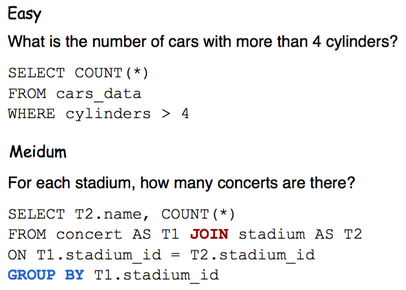 Easy
What is the number of cars with more than 4 cylinders?
SELECT COUNT(*)
FROM cars_data
WHERE cylinders > 4
Meidum
For each stadium, how many concerts are there?
SELECT T2.name, COUNT(*)
FROM concert AS T1 JOIN stadium AS T2
ON T1.stadium_id = T2.stadium_id
GROUP BY T1.stadium_id